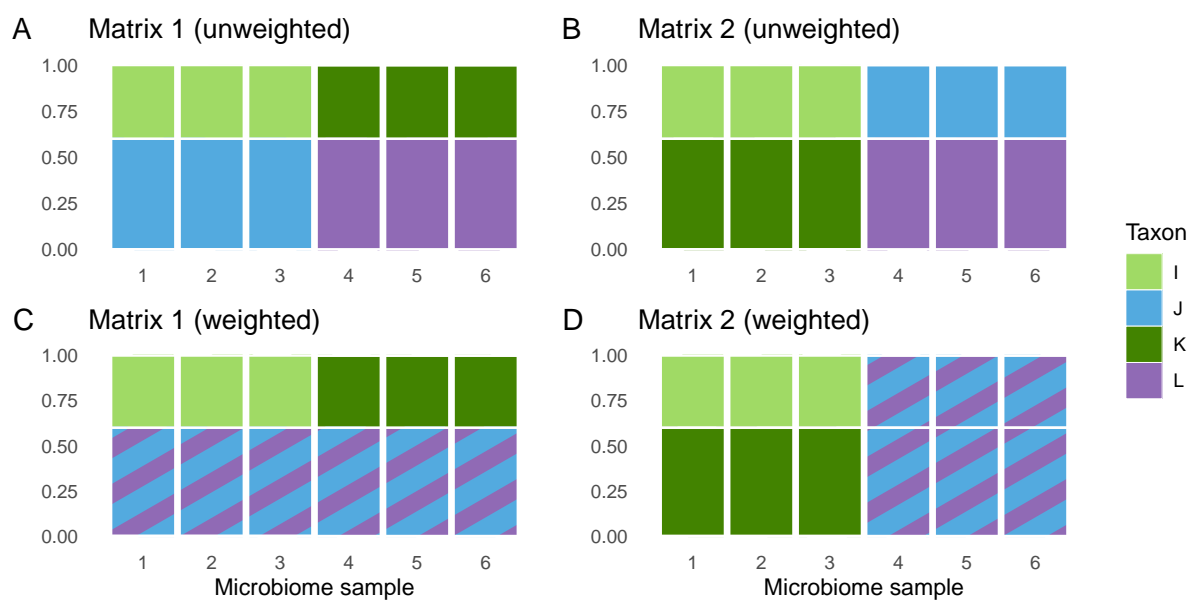 A Matrix 1 (unweighted)
1.00
0.75
0.50
0.25
0.00
1 2 3 4 5 6
B Matrix 2 (unweighted)
1.00
0.75
0.50
0.25
0.00
1 2 3 4 5 6
C Matrix 1 (weighted)
1.00
0.75
0.50
0.25
0.00
1 2 3 4 5 6
Microbiome sample
D Matrix 2 (weighted)
1.00
0.75
0.50
0.25
0.00
1 2 3 4 5 6
Microbiome sample
Taxon
I
J
K
L